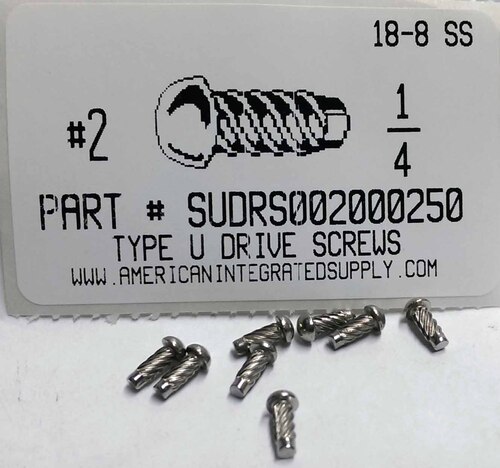 18-8 SS
#2
1
4
PART # SUDRS002000250
TYPE U DRIVE SCREWS
WWW.AMERICANINTEGRATEDSUPPLY.COM